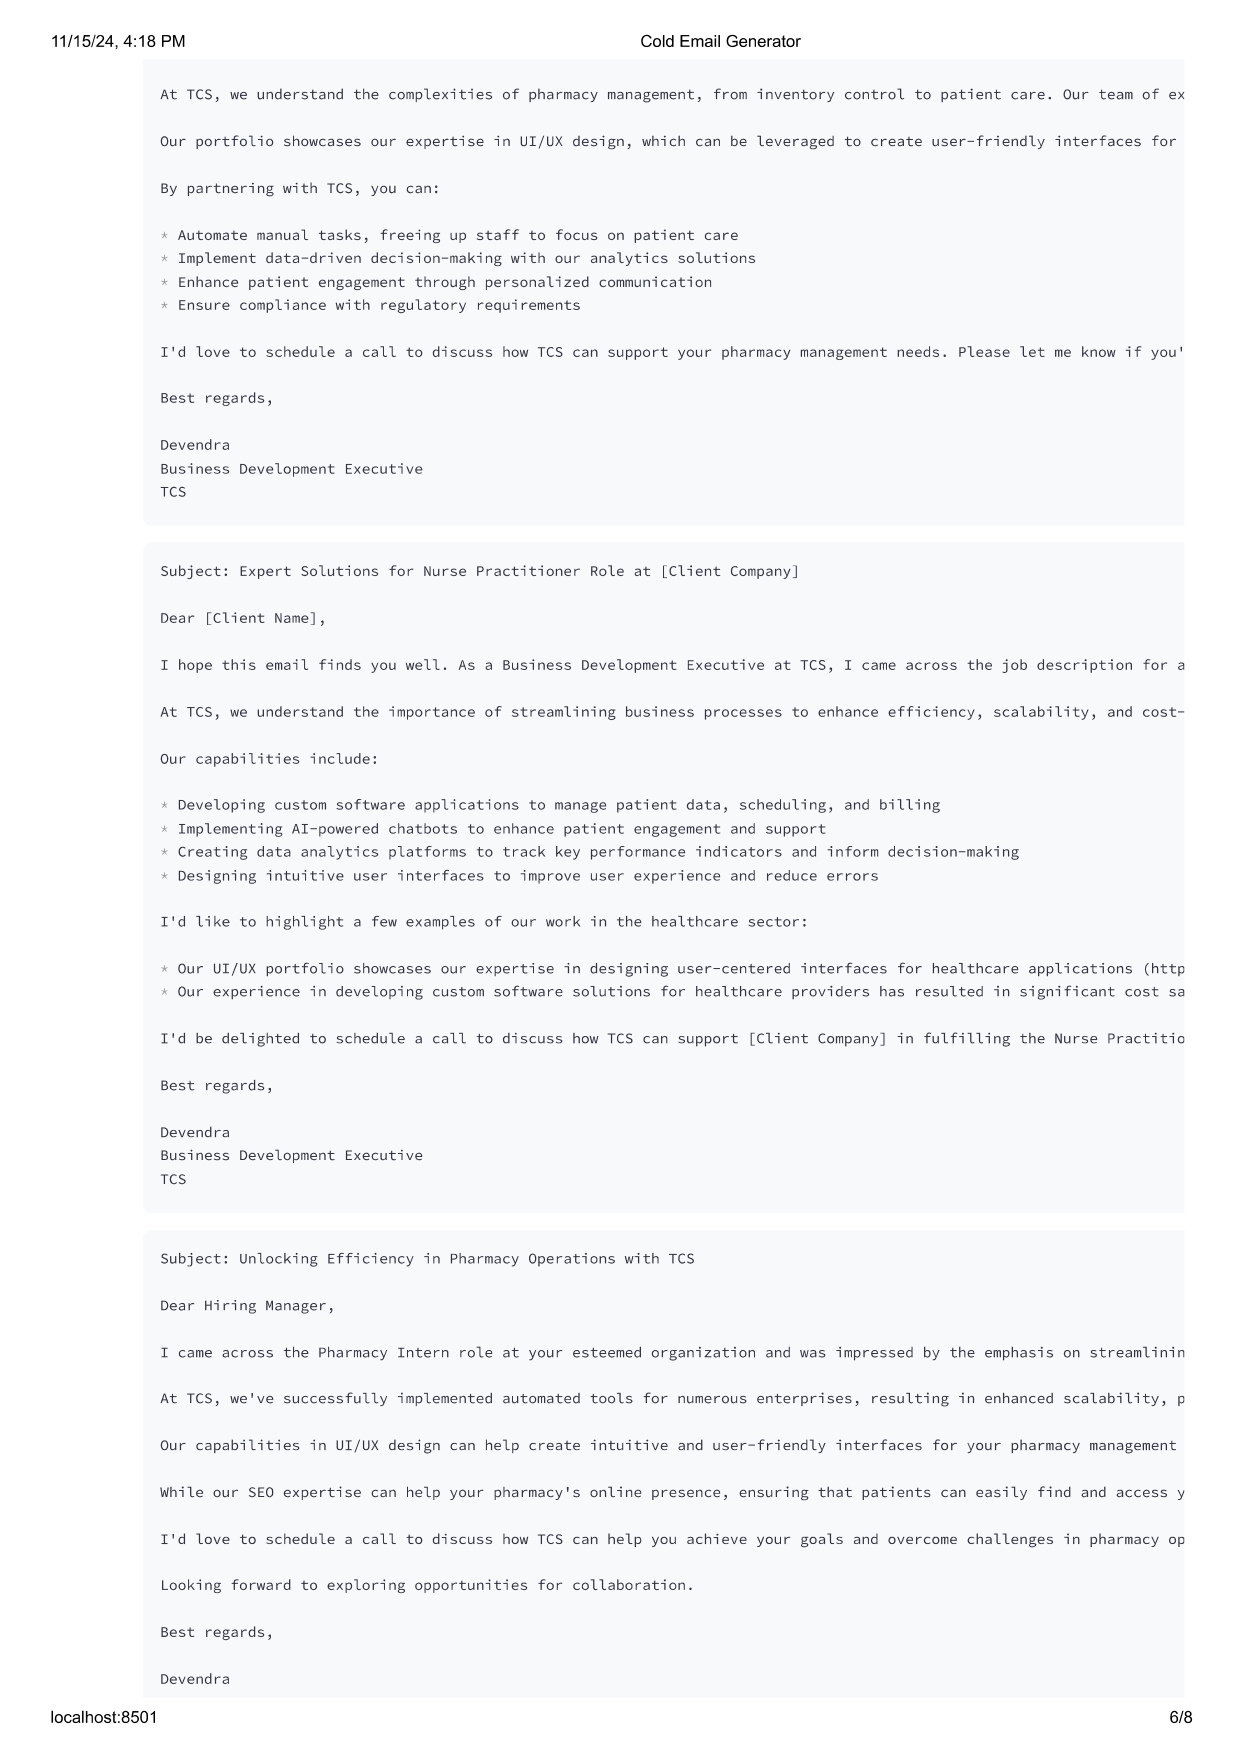 11/15/24, 4:18 PM
Cold Email Generator
At TCS, we understand the complexities of pharmacy management, from inventory control to patient care. Our team of ex
Our portfolio showcases our expertise in UI/UX design, which can be leveraged to create user-friendly interfaces for
By partnering with TCS, you can:
* Automate manual tasks, freeing up staff to focus on patient care
* Implement data-driven decision-making with our analytics solutions
* Enhance patient engagement through personalized communication
* Ensure compliance with regulatory requirements
I'd love to schedule a call to discuss how TCS can support your pharmacy management needs. Please let me know if you'
Best regards,
Devendra
Business Development Executive
TCS
Subject: Expert Solutions for Nurse Practitioner Role at [Client Company]
Dear [Client Name],
I hope this email finds you well. As a Business Development Executive at TCS, I came across the job description for a
At TCS, we understand the importance of streamlining business processes to enhance efficiency, scalability, and cost-
Our capabilities include:
* Developing custom software applications to manage patient data, scheduling, and billing
* Implementing AI-powered chatbots to enhance patient engagement and support
* Creating data analytics platforms to track key performance indicators and inform decision-making
* Designing intuitive user interfaces to improve user experience and reduce errors
I'd like to highlight a few examples of our work in the healthcare sector:
* Our UI/UX portfolio showcases our expertise in designing user-centered interfaces for healthcare applications (http
* Our experience in developing custom software solutions for healthcare providers has resulted in significant cost sa
I'd be delighted to schedule a call to discuss how TCS can support [Client Company] in fulfilling the Nurse Practitio
Best regards,
Devendra
Business Development Executive
TCS
Subject: Unlocking Efficiency in Pharmacy Operations with TCS
Dear Hiring Manager,
I came across the Pharmacy Intern role at your esteemed organization and was impressed by the emphasis on streamlinin
At TCS, we've successfully implemented automated tools for numerous enterprises, resulting in enhanced scalability, p
Our capabilities in UI/UX design can help create intuitive and user-friendly interfaces for your pharmacy management
While our SEO expertise can help your pharmacy's online presence, ensuring that patients can easily find and access y
I'd love to schedule a call to discuss how TCS can help you achieve your goals and overcome challenges in pharmacy op
Looking forward to exploring opportunities for collaboration.
Best regards,
Devendra
localhost:8501
6/8